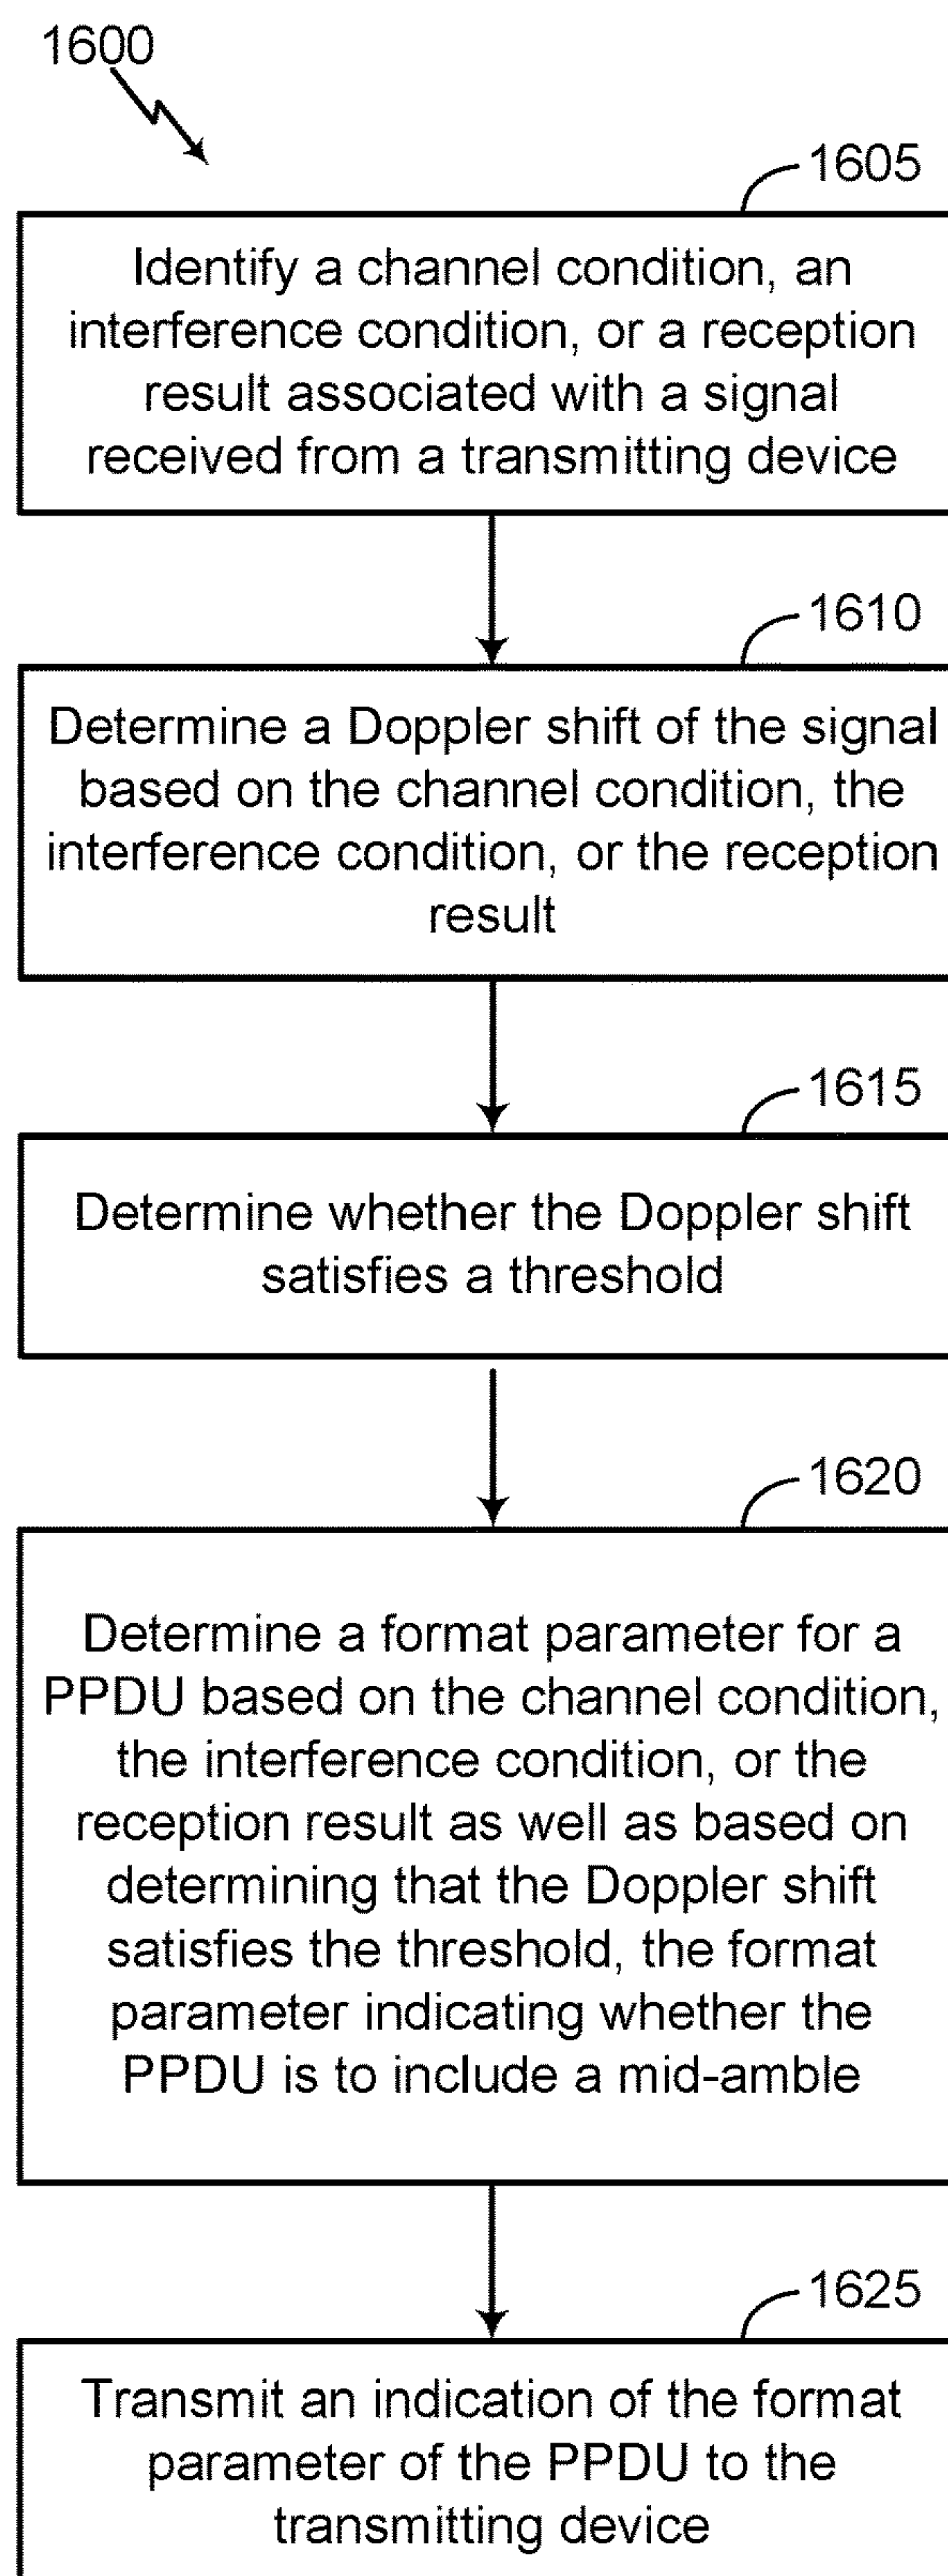 1600
1605
Identify a channel condition, an
interference condition, or a reception
result associated with a signal
received from a transmitting device
1610
Determine a Doppler shift of the signal
based on the channel condition, the
interference condition, or the reception
result
1615
Determine whether the Doppler shift
satisfies a threshold
1620
Determine a format parameter for a
PPDU based on the channel condition,
the interference condition, or the
reception result as well as based on
determining that the Doppler shift
satisfies the threshold, the format
parameter indicating whether the
PPDU is to include a mid-amble
1625
Transmit an indication of the format
parameter of the PPDU to the
transmitting device